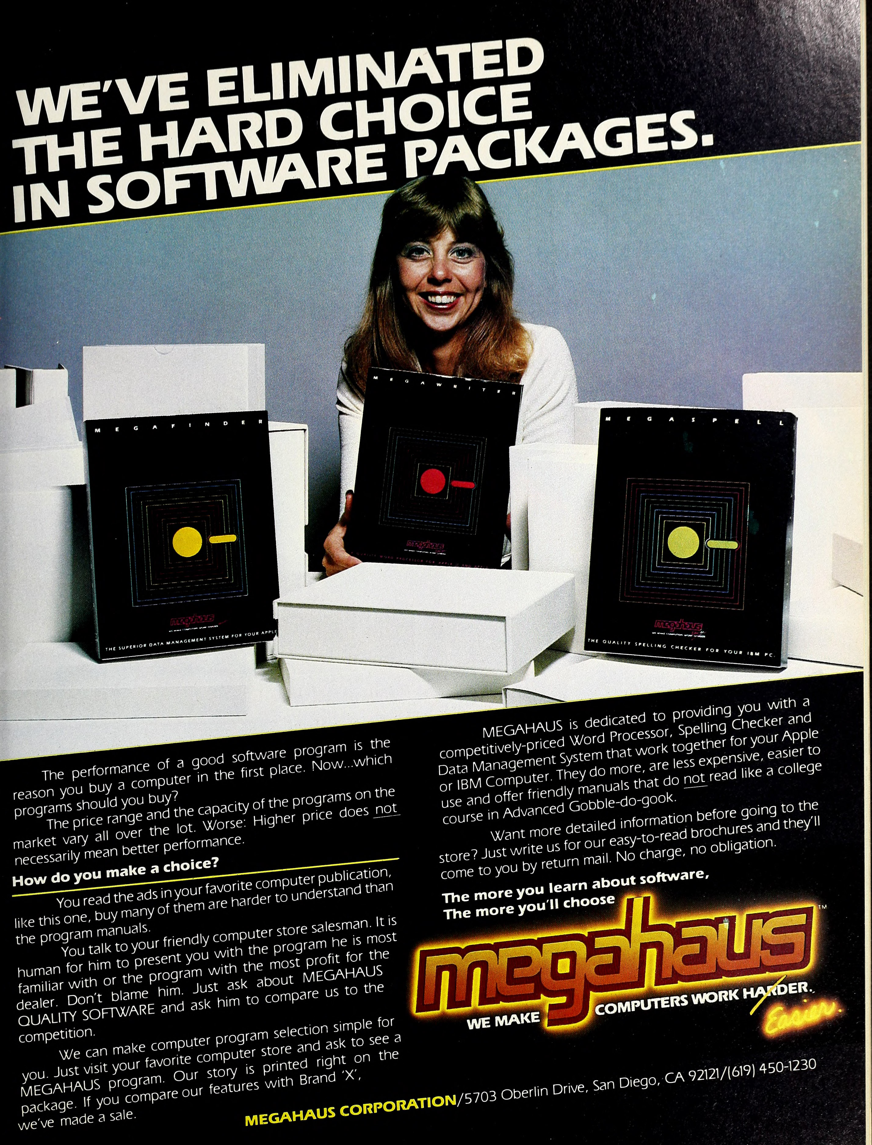 WE'VE ELIMINATED
THE HARD CHOICE
IN SOFTWARE PACKAGES.
MEGAFINDER
megahaus
THE SUPERIOR DATA MANAGEMENT SYSTEM FOR YOUR APPLE
MEGAWRITER
megahaus
MEGASPELL
megahaus
THE QUALITY SPELLING CHECKER FOR YOUR IBM PC.
The performance of a good software program is the
reason you buy a computer in the first place. Now...which
programs should you buy?
The price range and the capacity of the programs on the
market vary all over the lot. Worse: Higher price does not
necessarily mean better performance.
How do you make a choice?
You read the ads in your favorite computer publication,
like this one, buy many of them are harder to understand than
the program manuals.
You talk to your friendly computer store salesman. It is
human for him to present you with the program he is most
familiar with or the program with the most profit for the
dealer. Don't blame him. Just ask about MEGAHAUS
QUALITY SOFTWARE and ask him to compare us to the
competition.
We can make computer program selection simple for
you. Just visit your favorite computer store and ask to see a
MEGAHAUS program. Our story is printed right on the
package. If you compare our features with Brand 'X',
we've made a sale.
MEGAHAUS is dedicated to providing you with a
competitively-priced Word Processor, Spelling Checker and
Data Management System that work together for your Apple
or IBM Computer. They do more, are less expensive, easier to
use and offer friendly manuals that do not read like a college
course in Advanced Gobble-do-gook.
Want more detailed information before going to the
store? Just write us for our easy-to-read brochures and they'll
come to you by return mail. No charge, no obligation.
The more you learn about software,
The more you'll choose
megahaus™
WE MAKE COMPUTERS WORK HARDER.
Easier.
MEGAHAUS CORPORATION/5703 Oberlin Drive, San Diego, CA 92121/(619) 450-1230